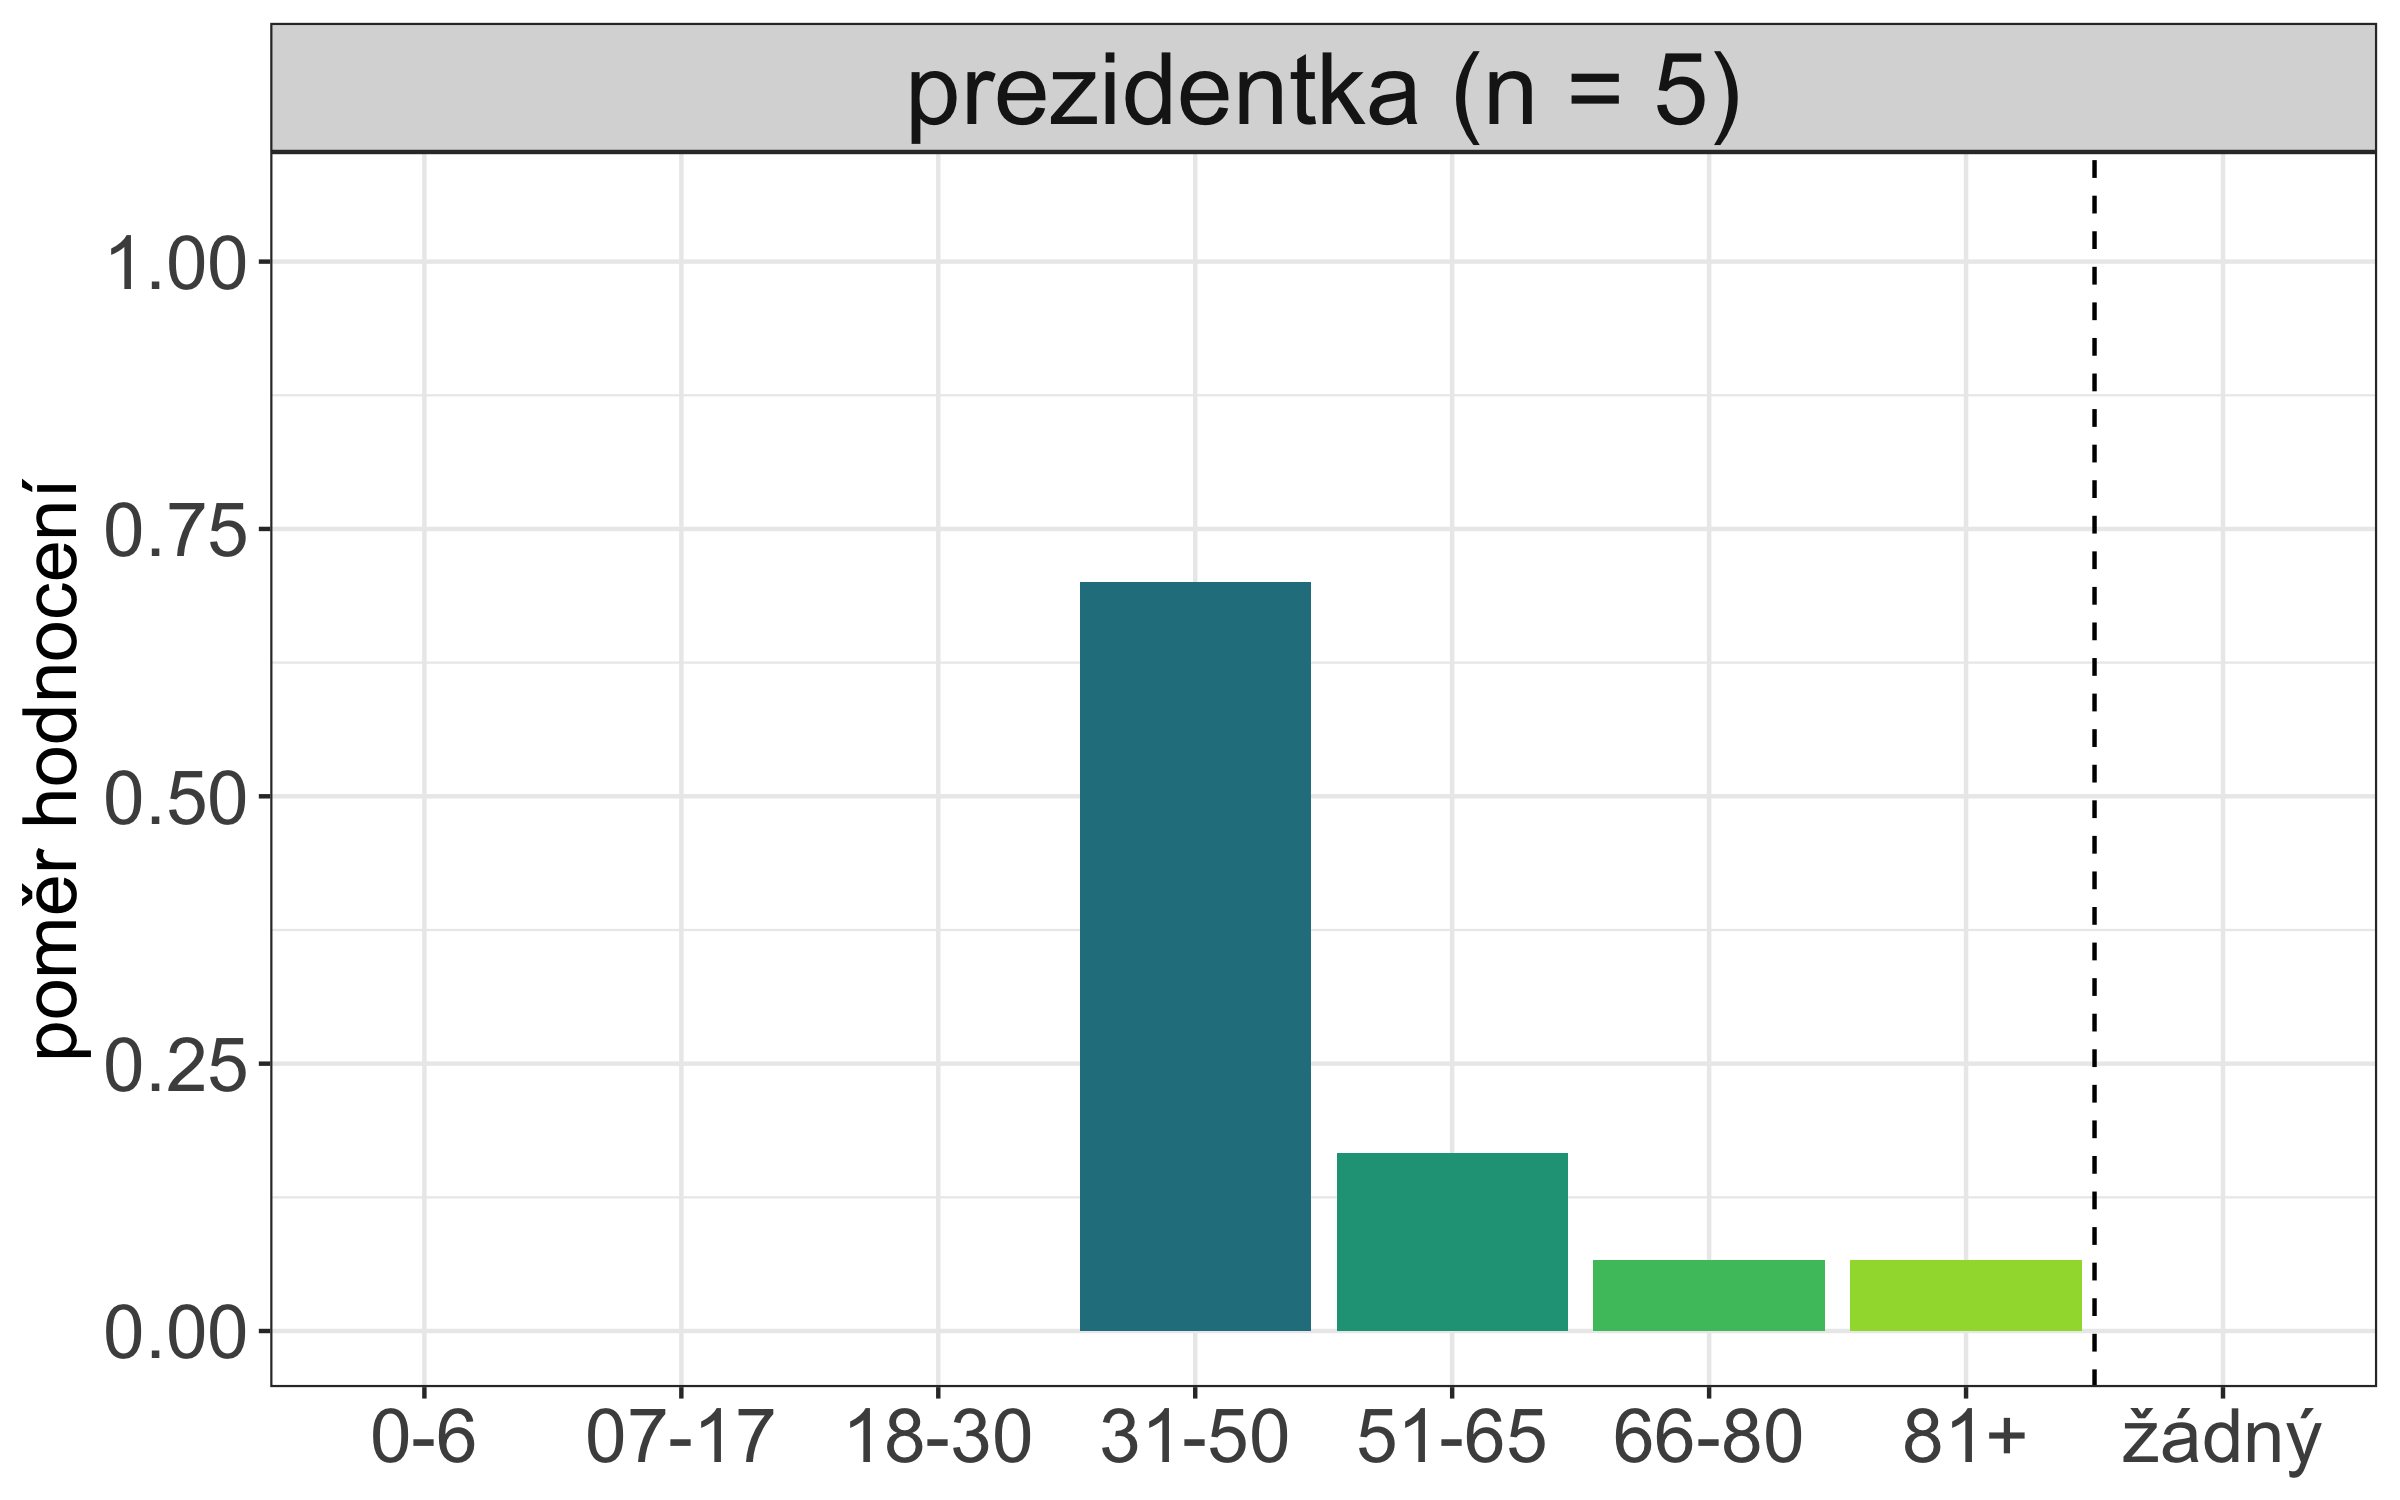 prezidentka (n = 5)
poměr hodnocení
1.00
0.75
0.50
0.25
0.00
0-6 07-17 18-30 31-50 51-65 66-80 81+ žádný